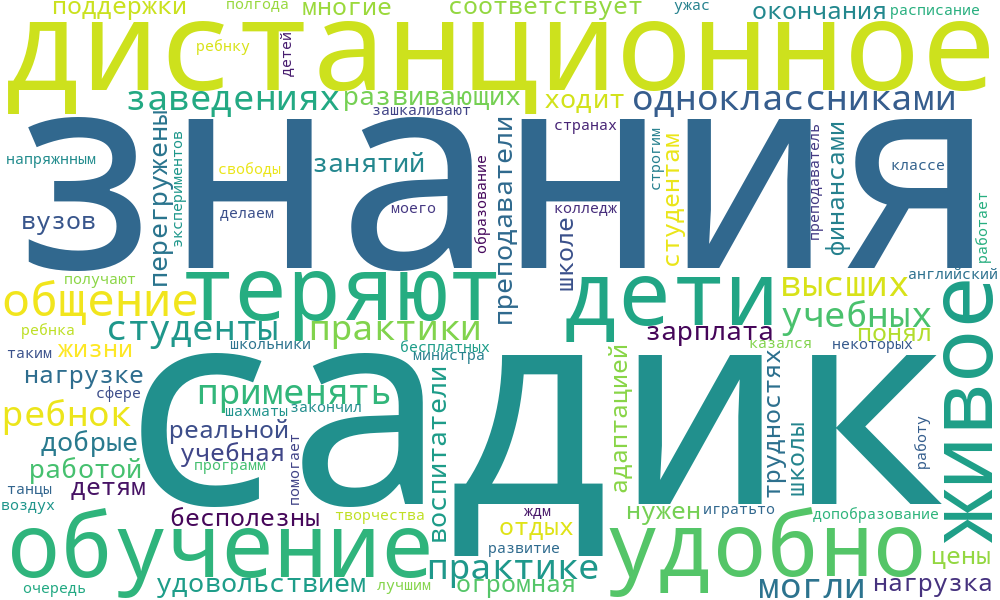 поддержки полгода многие соответствует ужас окончания расписание
дистанционное
ребнку
детей
заведениях развивающих ходит одноклассниками
зашкаливают
знания
странах
перегружены
экспериментов
напряжнным
свободы
занятий
образование
преподаватели
строгим
студентам
преподаватель
финансами
классе
вузов
делаем
моего
колледж
школе
работает
получают
теряют
дети
английский
общение
высших
учебных
живое
ребнка
студенты
практики
зарплата
понял
таким
жизни
школьники
бесплатных
министра
казался
некоторых
садик
нагрузке
сфере
применять
шахматы
закончил
ребнок
реальной
добрые
учебная
помогает
воспитатели
адаптацией
трудностях
школы
работу
работой
программ
танцы
детям
воздух
бесполезны
творчества
ждм
отдых
нужен
игратьто
допобразование
обучение
развитие
удобно
практике
цены
очередь
удовольствием
лучшим
огромная
могли
нагрузка